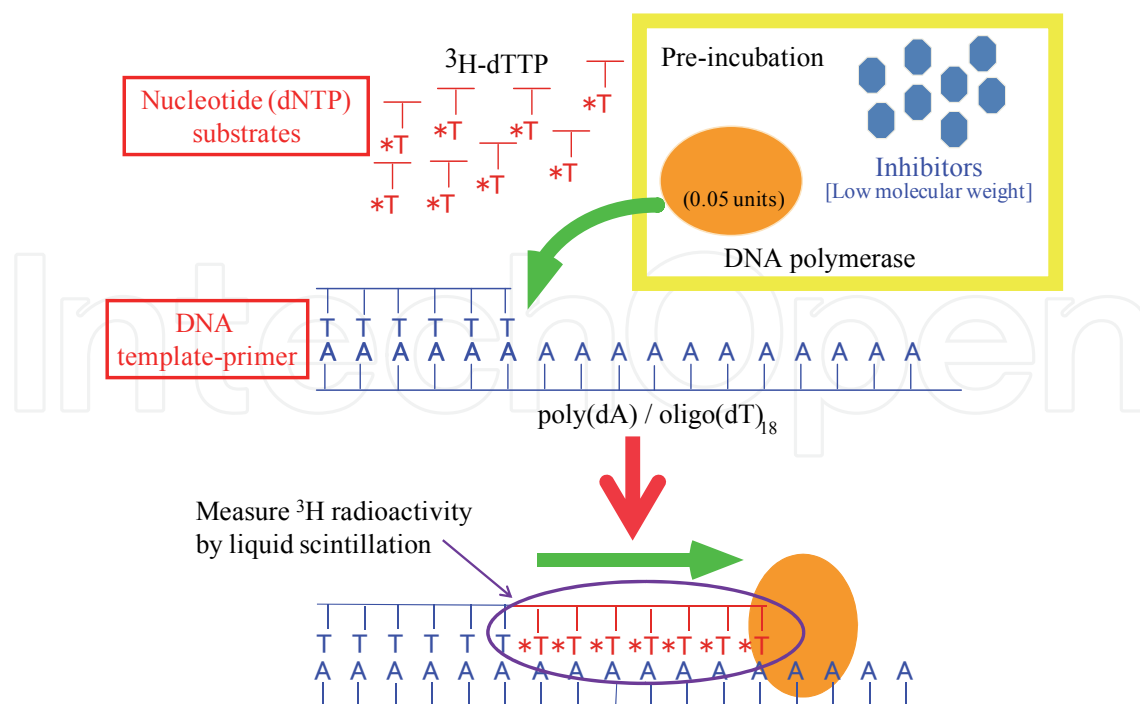 ³H-dTTP
Nucleotide (dNTP)
substrates
*T *T *T *T
*T *T *T *T
Pre-incubation
Inhibitors
[Low molecular weight]
(0.05 units)
DNA polymerase
IntechOpen
DNA
template-primer
T T T T T T
A A A A A A A A A A A A A A A A A
poly(dA) / oligo(dT)₁₈
Measure ³H radioactivity
by liquid scintillation
T T T T T T *T *T *T *T *T *T *T
A A A A A A A A A A A A A A A A A